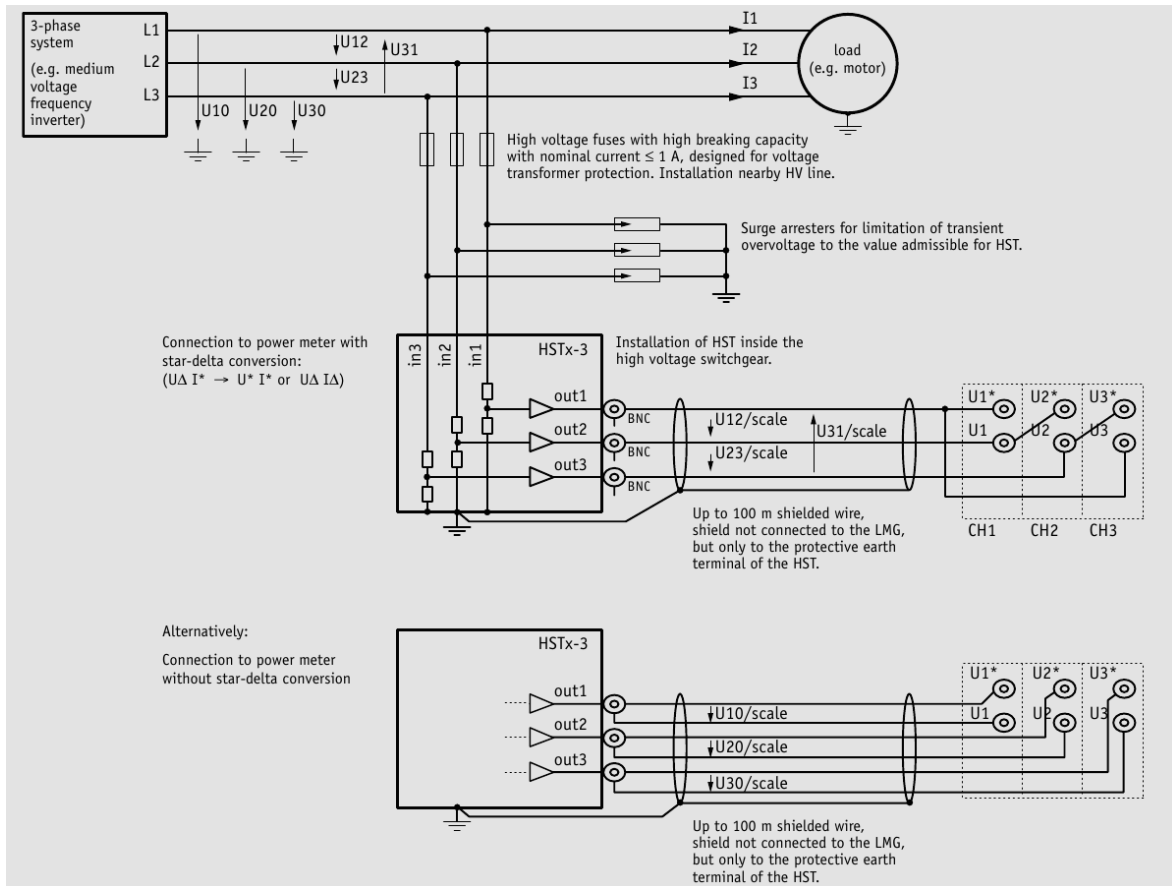 3-phase
system
(e.g. medium
voltage
frequency
inverter)
L1
L2
L3
U12
U31
U23
U10
U20
U30
I1
I2
I3
load
(e.g. motor)
High voltage fuses with high breaking capacity
with nominal current ≤ 1 A, designed for voltage
transformer protection. Installation nearby HV line.
Surge arresters for limitation of transient
overvoltage to the value admissible for HST.
Connection to power meter with
star-delta conversion:
(UΔ I* → U* I* or UΔ IΔ)
in3
in2
in1
HSTx-3
Installation of HST inside the
high voltage switchgear.
out1
out2
out3
BNC
BNC
BNC
U12/scale
U31/scale
U23/scale
U1*
U2*
U3*
U1
U2
U3
CH1
CH2
CH3
Up to 100 m shielded wire,
shield not connected to the LMG,
but only to the protective earth
terminal of the HST.
Alternatively:
Connection to power meter
without star-delta conversion
HSTx-3
out1
out2
out3
U10/scale
U20/scale
U30/scale
U1*
U2*
U3*
U1
U2
U3
Up to 100 m shielded wire,
shield not connected to the LMG,
but only to the protective earth
terminal of the HST.